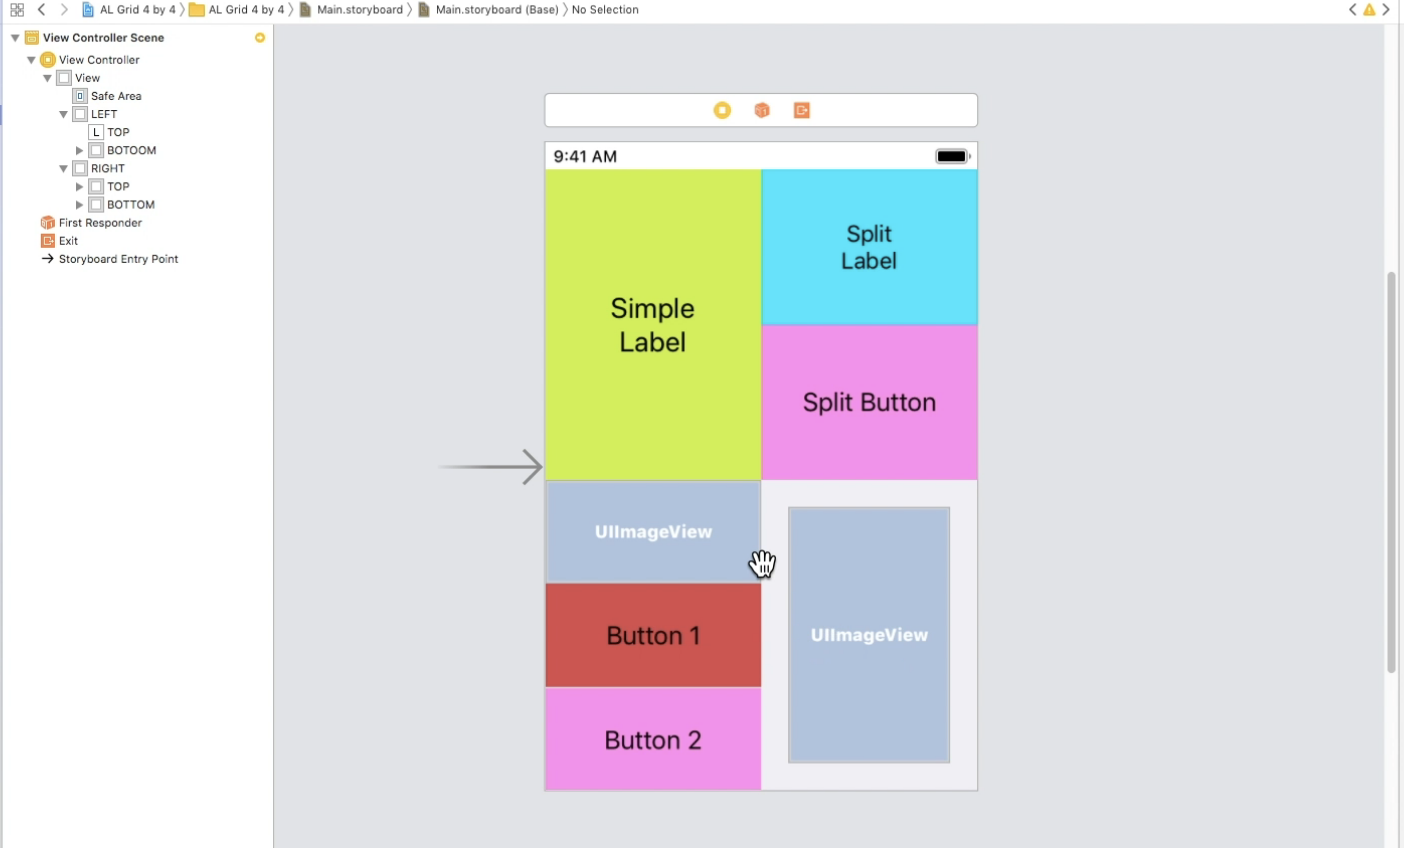 AL Grid 4 by 4 AL Grid 4 by 4 Main.storyboard Main.storyboard (Base) No Selection
View Controller Scene
View Controller
View
Safe Area
LEFT
L TOP
BOTOOM
RIGHT
TOP
BOTTOM
First Responder
Exit
Storyboard Entry Point
9:41 AM
Split
Label
Simple
Label
Split Button
UIImageView
Button 1
UIImageView
Button 2